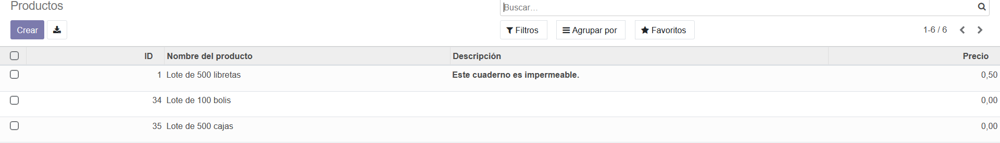 Productos
Buscar...
Crear
Filtros Agrupar por Favoritos 1-6 / 6
ID Nombre del producto Descripción Precio
1 Lote de 500 libretas Este cuaderno es impermeable. 0,50
34 Lote de 100 bolis 0,00
35 Lote de 500 cajas 0,00